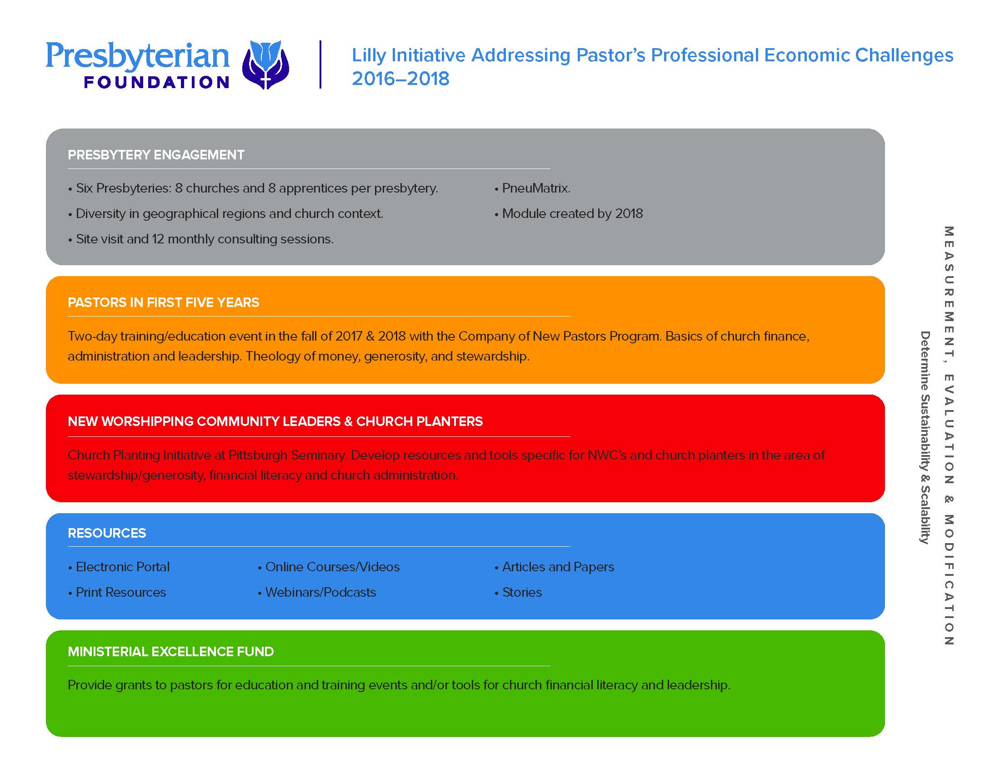 Presbyterian
FOUNDATION
Lilly Initiative Addressing Pastor’s Professional Economic Challenges
2016–2018
PRESBYTERY ENGAGEMENT
• Six Presbyteries: 8 churches and 8 apprentices per presbytery.
• Diversity in geographical regions and church context.
• Site visit and 12 monthly consulting sessions.
• PneuMatrix.
• Module created by 2018
PASTORS IN FIRST FIVE YEARS
Two-day training/education event in the fall of 2017 & 2018 with the Company of New Pastors Program. Basics of church finance,
administration and leadership. Theology of money, generosity, and stewardship.
NEW WORSHIPPING COMMUNITY LEADERS & CHURCH PLANTERS
Church Planting Initiative at Pittsburgh Seminary. Develop resources and tools specific for NWC’s and church planters in the area of
stewardship/generosity, financial literacy and church administration.
RESOURCES
• Electronic Portal
• Print Resources
• Online Courses/Videos
• Webinars/Podcasts
• Articles and Papers
• Stories
MINISTERIAL EXCELLENCE FUND
Provide grants to pastors for education and training events and/or tools for church financial literacy and leadership.
MEASUREMENT, EVALUATION & MODIFICATION
Determine Sustainability & Scalability